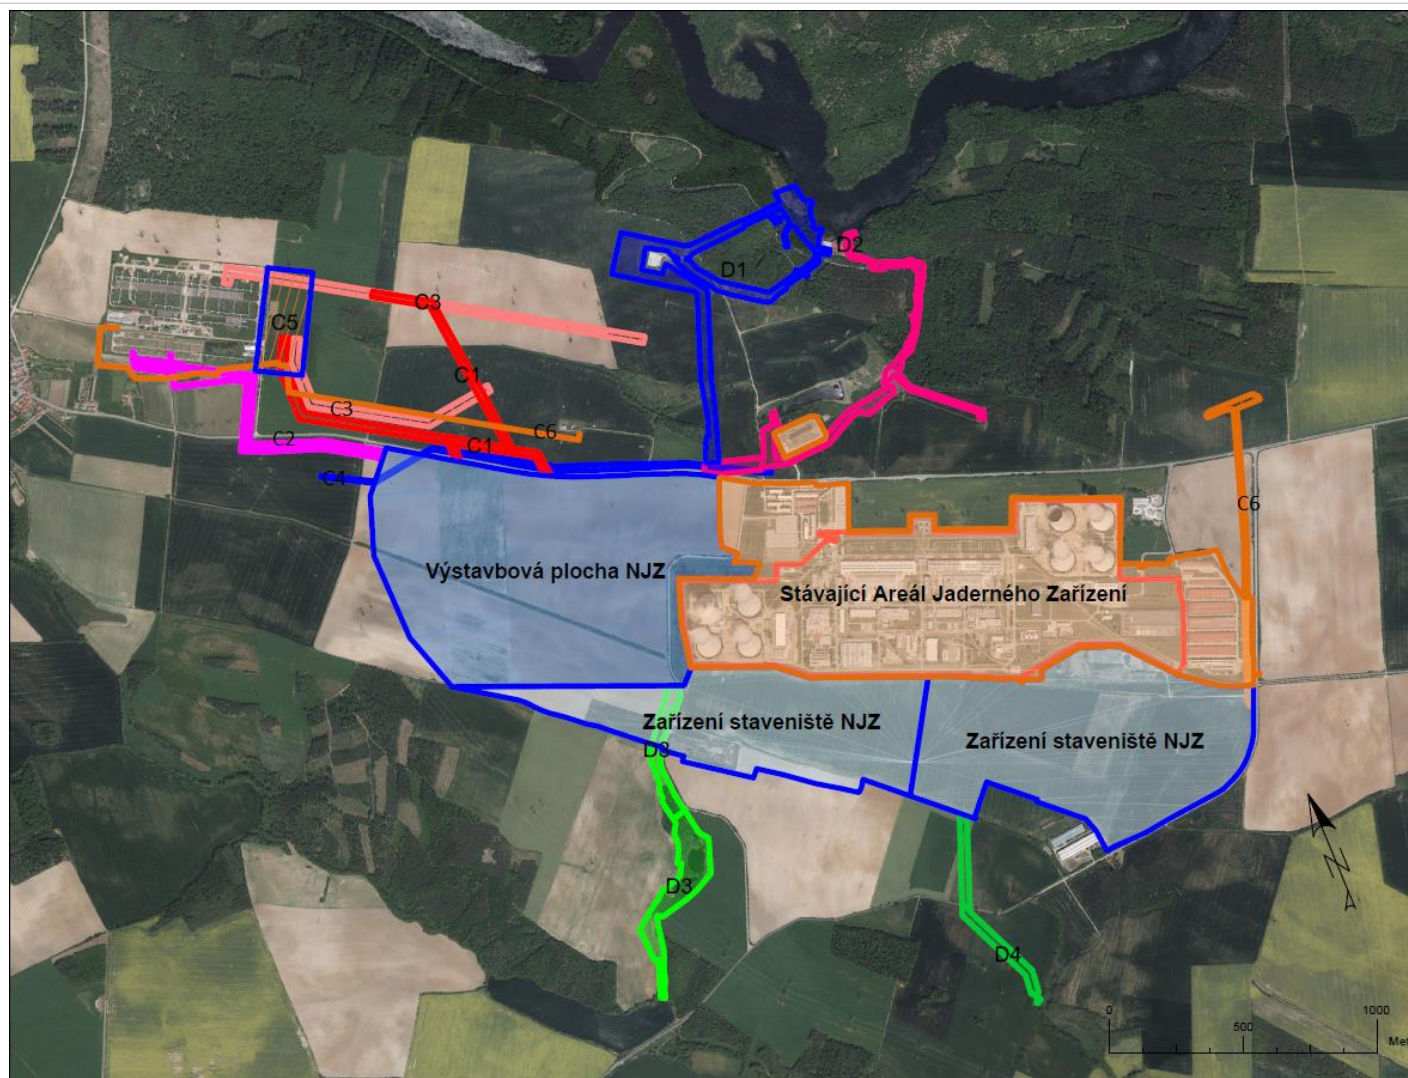 D2
D1
C3
C5
C1
C3
C6
C1
C2
C4
C6
Výstavbová plocha NJZ
Stávající Areál Jaderného Zařízení
Zařízení staveniště NJZ
Zařízení staveniště NJZ
D3
D3
D4
N
0
500
1000
Met